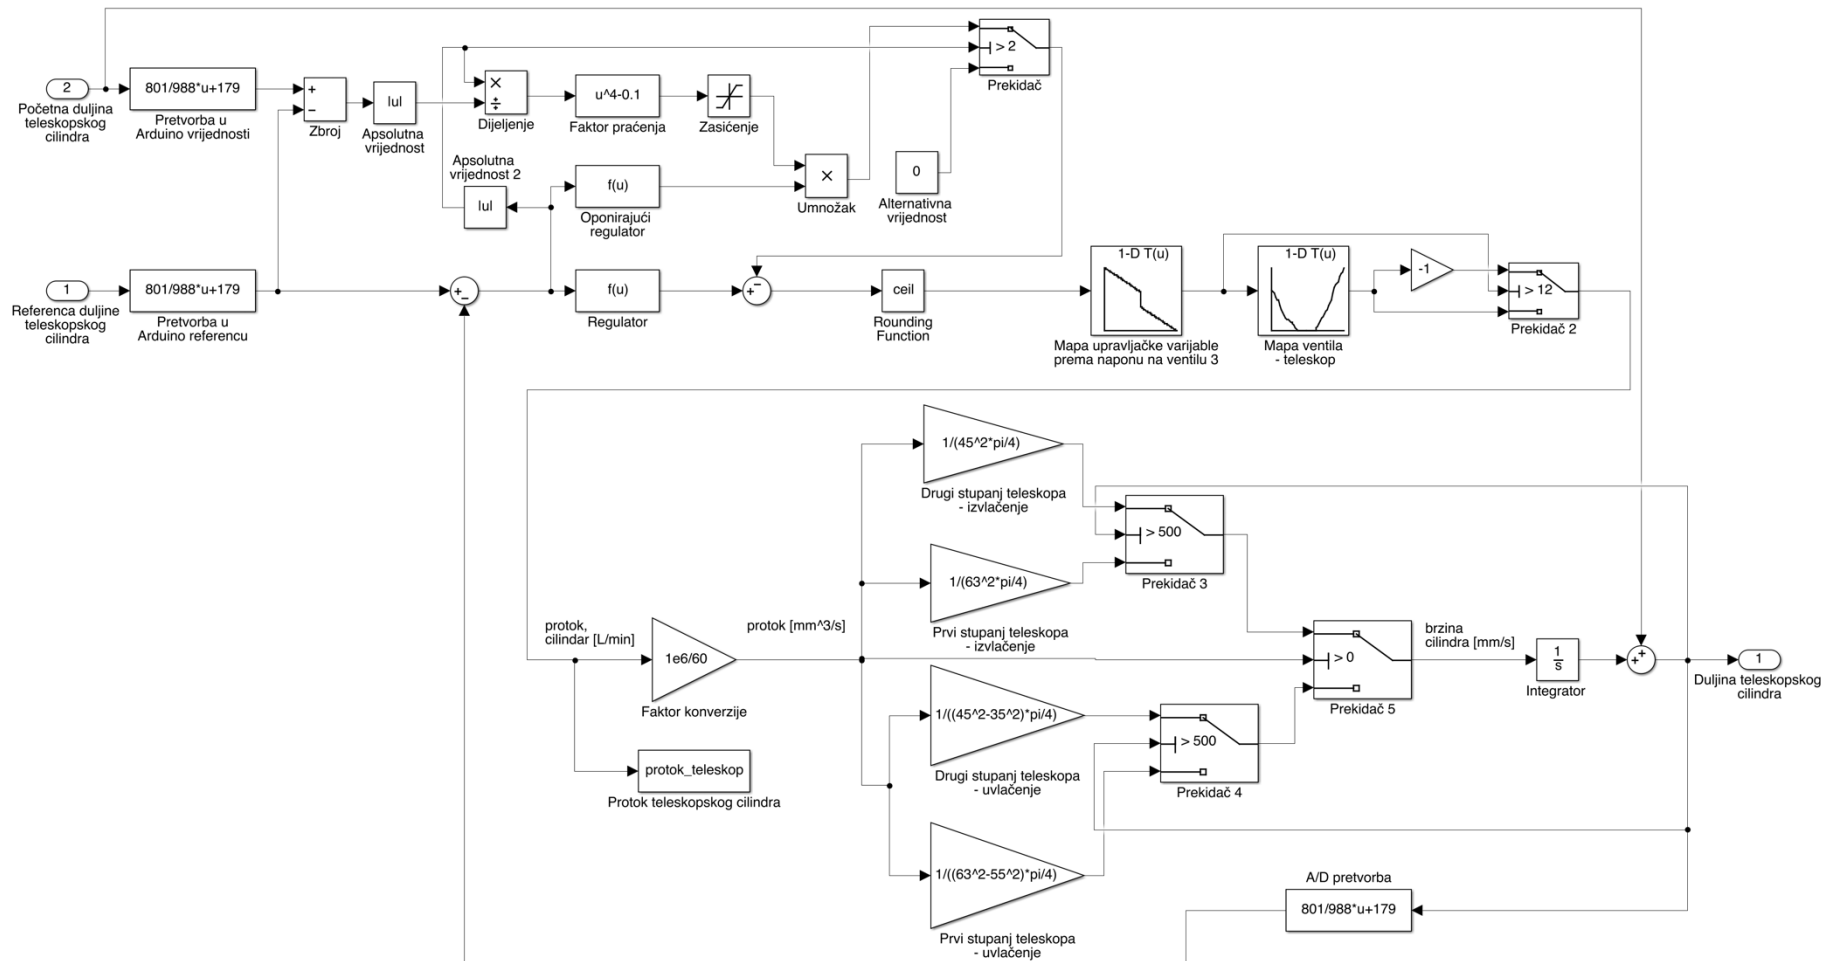 2
Početna duljina
teleskopskog
cilindra
801/988*u+179
Pretvorba u
Arduino vrijednosti
+
−
Zbroj
|u|
Apsolutna
vrijednost
×
÷
Dijeljenje
u^4-0.1
Faktor praćenja
Zasićenje
> 2
Prekidač
Apsolutna
vrijednost 2
|u|
f(u)
Oponirajući
regulator
×
Umnožak
0
Alternativna
vrijednost
1
Referenca duljine
teleskopskog
cilindra
801/988*u+179
Pretvorba u
Arduino referencu
+
−
f(u)
Regulator
+
−
ceil
Rounding
Function
1-D T(u)
Mapa upravljačke varijable
prema naponu na ventilu 3
1-D T(u)
Mapa ventila
- teleskop
-1
> 12
Prekidač 2
1/(45^2*pi/4)
Drugi stupanj teleskopa
- izvlačenje
> 500
Prekidač 3
1/(63^2*pi/4)
Prvi stupanj teleskopa
- izvlačenje
protok,
cilindar [L/min]
1e6/60
Faktor konverzije
protok [mm^3/s]
protok_teleskop
Protok teleskopskog cilindra
1/((45^2-35^2)*pi/4)
Drugi stupanj teleskopa
- uvlačenje
> 500
Prekidač 4
1/((63^2-55^2)*pi/4)
Prvi stupanj teleskopa
- uvlačenje
> 0
Prekidač 5
brzina
cilindra [mm/s]
1
s
Integrator
+
+
1
Duljina teleskopskog
cilindra
A/D pretvorba
801/988*u+179